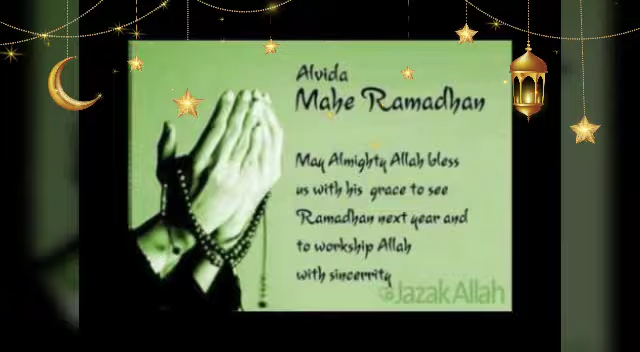 Alvida
Mahe Ramadhan
May Almighty Allah bless
us with his grace to see
Ramadhan next year and
to workship Allah
with sincerrity
JazakAllah